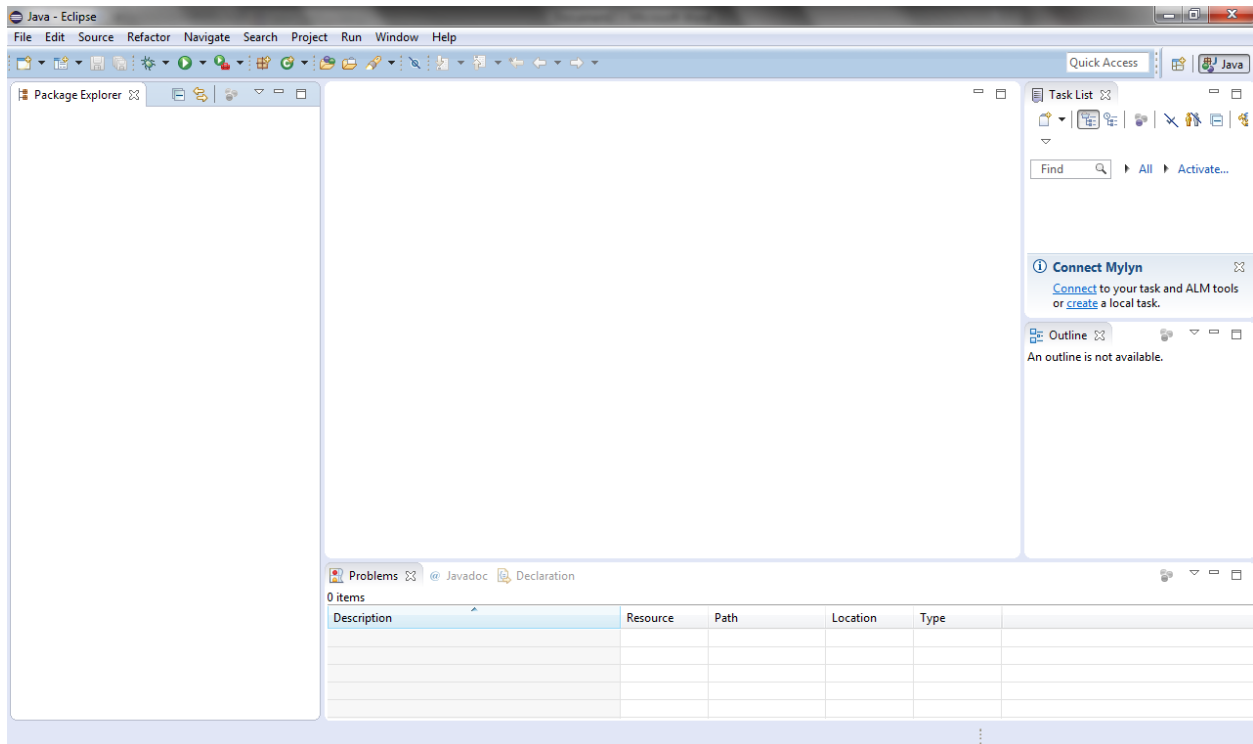 Java - Eclipse
File Edit Source Refactor Navigate Search Project Run Window Help
Quick Access
Java
Package Explorer
Task List
Find
All
Activate...
Connect Mylyn
Connect to your task and ALM tools
or create a local task.
Outline
An outline is not available.
Problems @ Javadoc Declaration
0 items
Description Resource Path Location Type